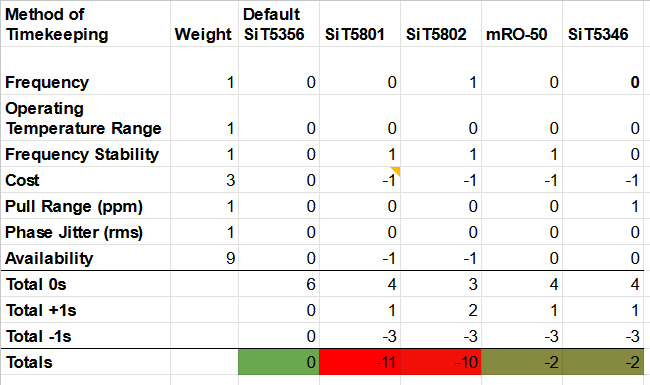 Method of Timekeeping Weight Default SiT5356 SiT5801 SiT5802 mRO-50 SiT5346
Frequency 1 0 0 1 0 0
Operating Temperature Range 1 0 0 0 0 0
Frequency Stability 1 0 1 1 1 0
Cost 3 0 -1 -1 -1 -1
Pull Range (ppm) 1 0 0 0 0 1
Phase Jitter (rms) 1 0 0 0 0 0
Availability 9 0 -1 -1 0 0
Total 0s 6 4 3 4 4
Total +1s 0 1 2 1 1
Total -1s 0 -3 -3 -3 -3
Totals 0 -11 -10 -2 -2